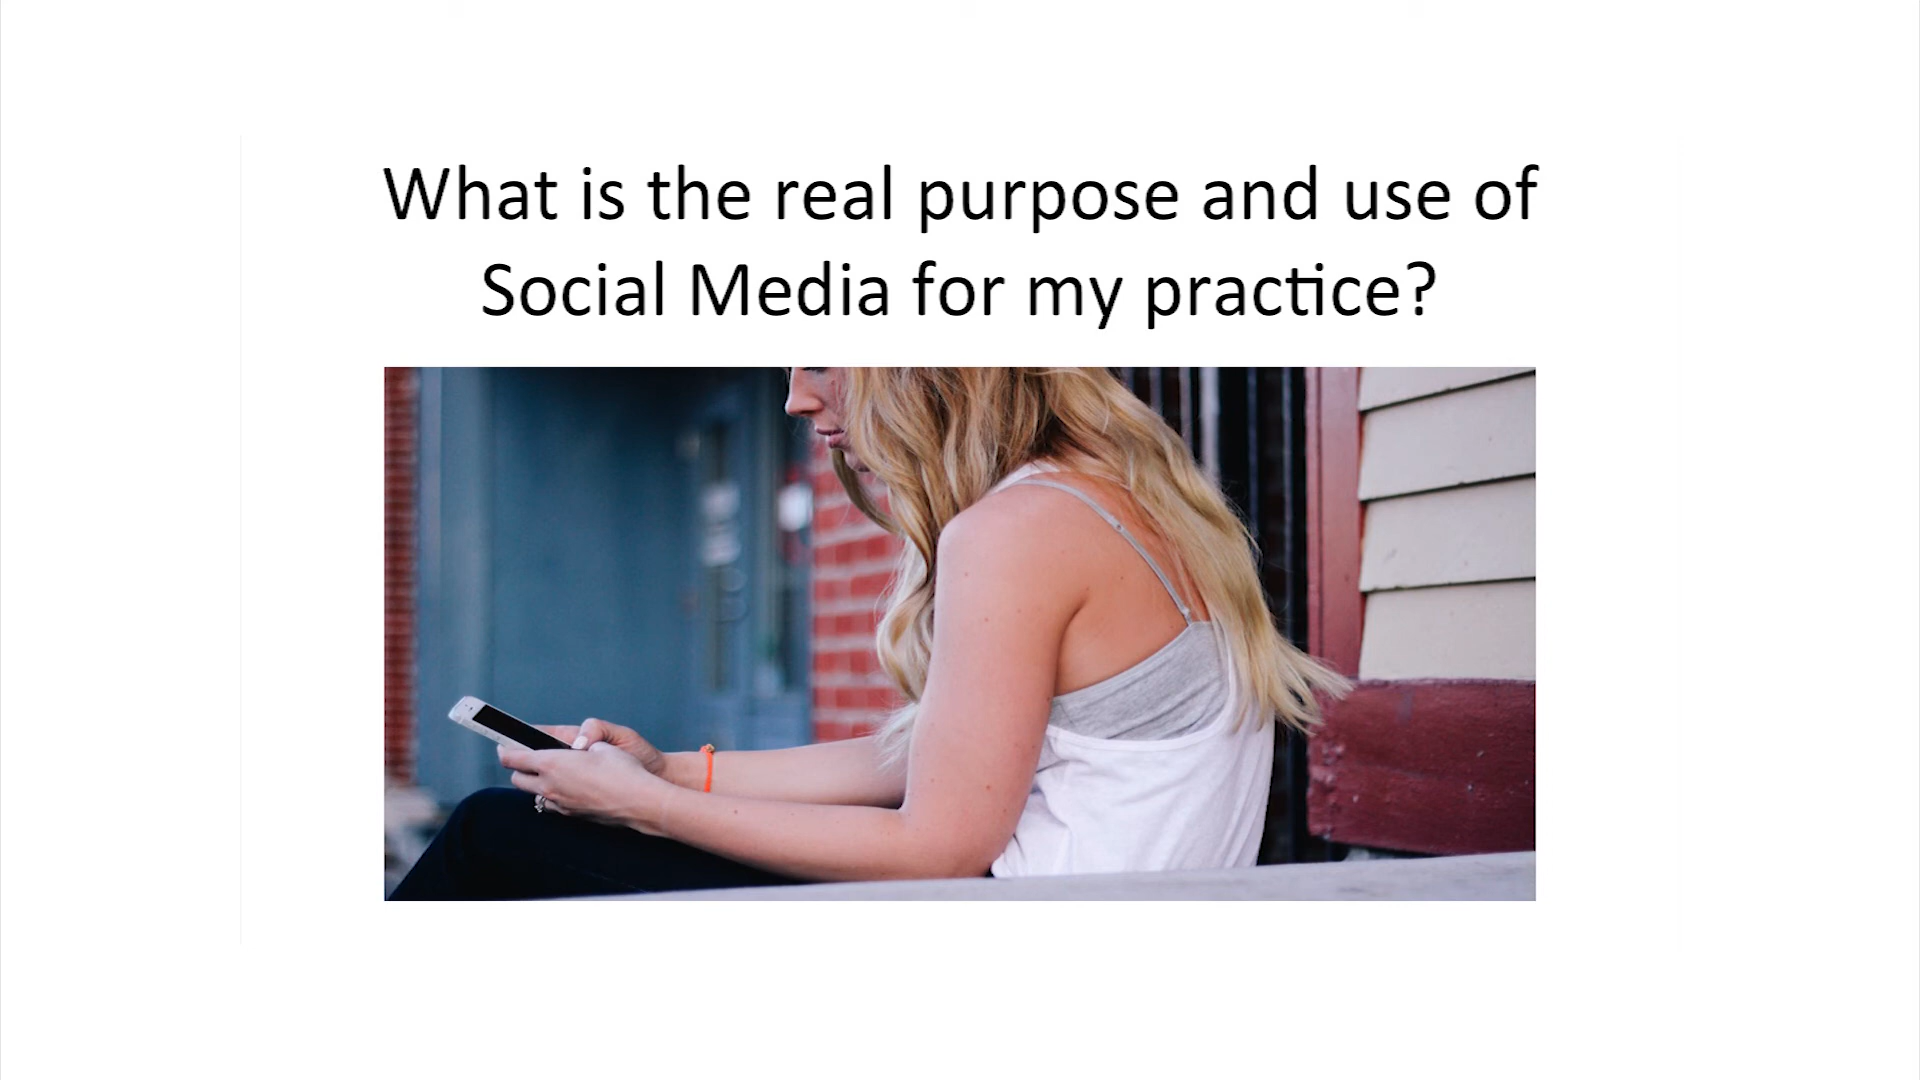 What is the real purpose and use of
Social Media for my practice?